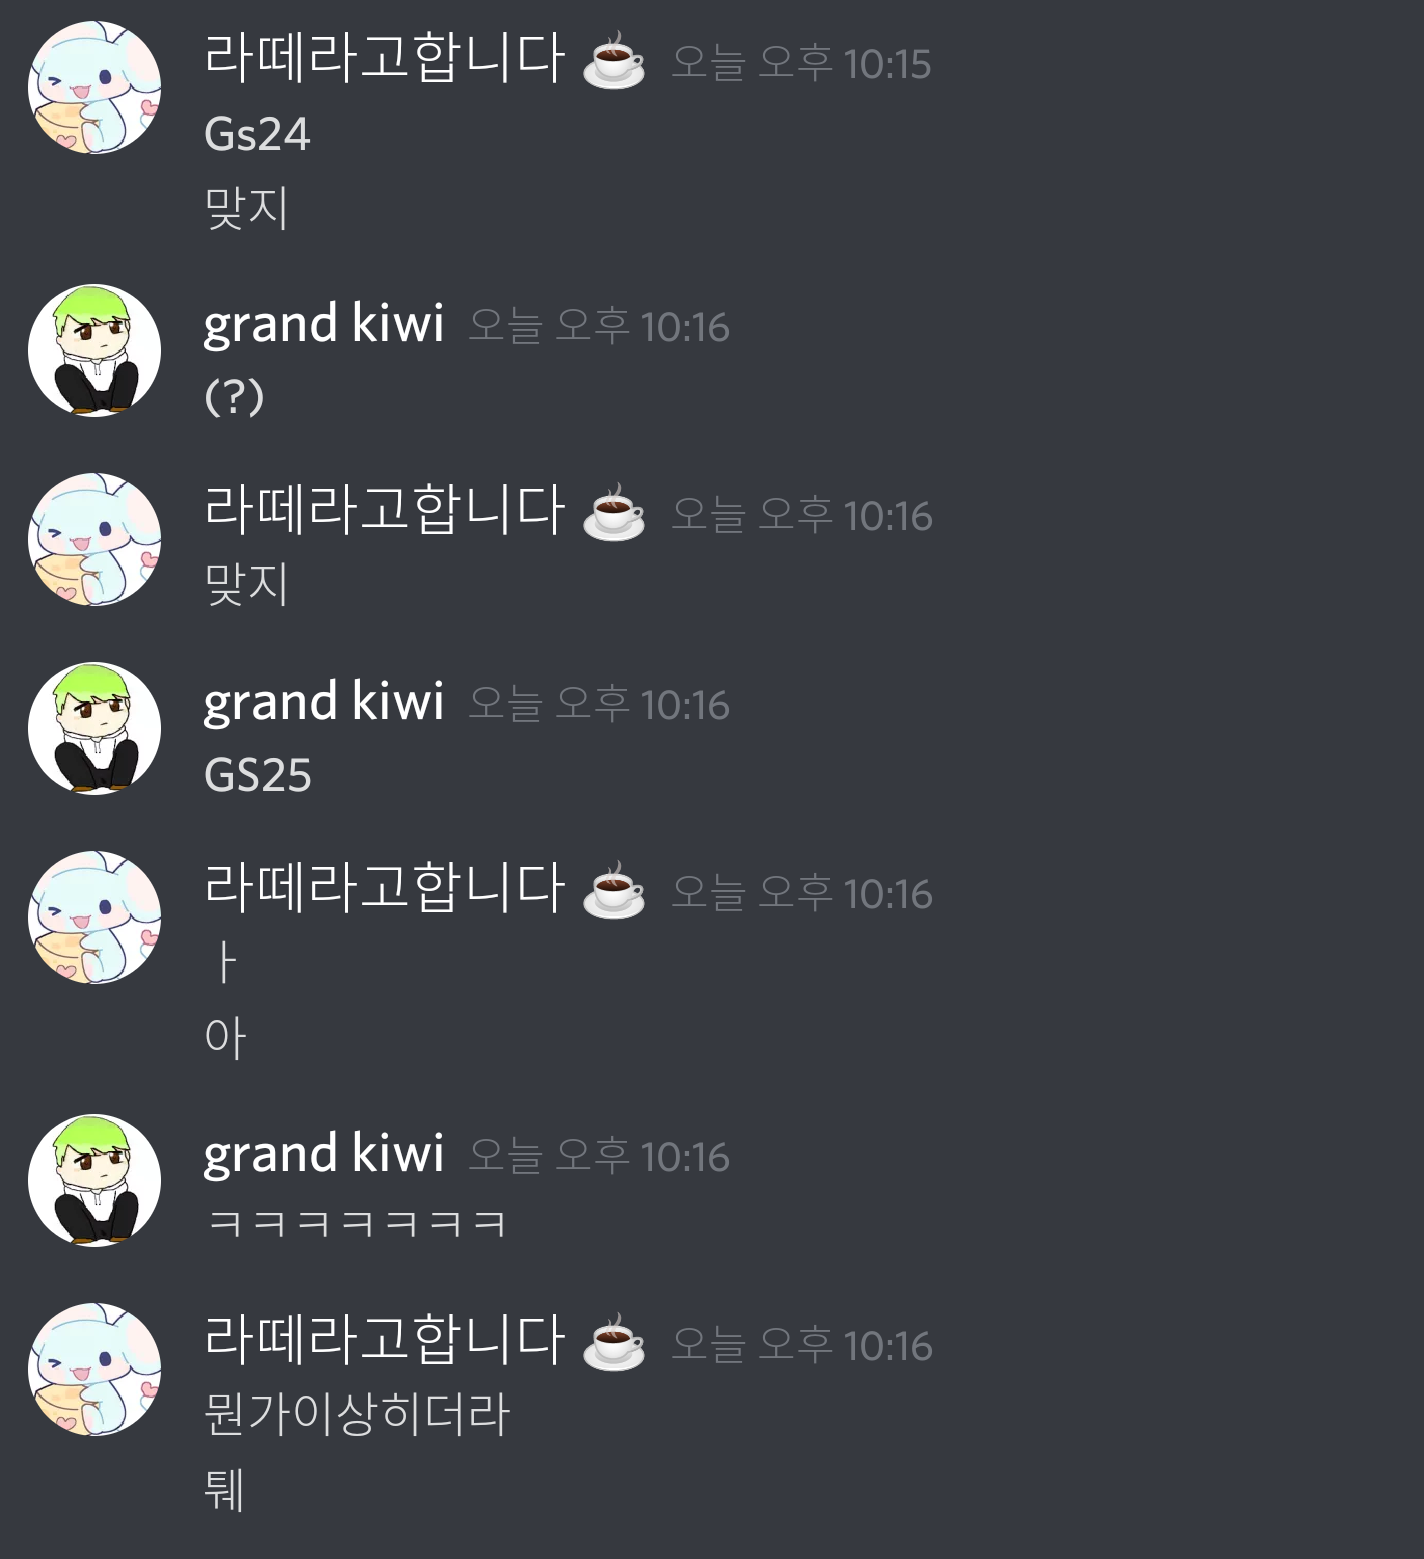 라떼라고합니다 ☕ 오늘 오후 10:15
Gs24
맞지
grand kiwi 오늘 오후 10:16
(?)
라떼라고합니다 ☕ 오늘 오후 10:16
맞지
grand kiwi 오늘 오후 10:16
GS25
라떼라고합니다 ☕ 오늘 오후 10:16
ㅏ
아
grand kiwi 오늘 오후 10:16
ㅋㅋㅋㅋㅋㅋㅋ
라떼라고합니다 ☕ 오늘 오후 10:16
뭔가이상히더라
퉤